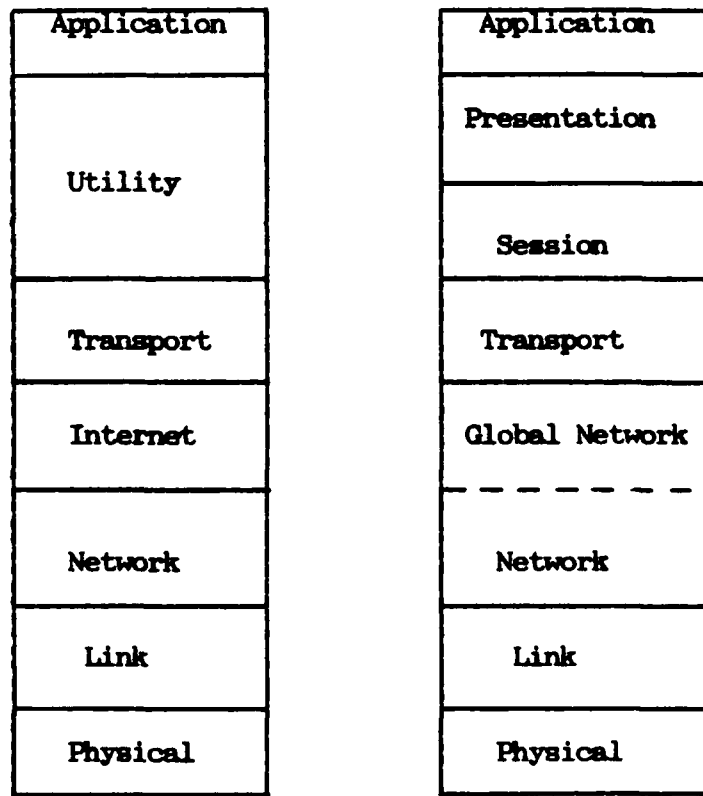 Application
Utility
Transport
Internet
Network
Link
Physical
Application
Presentation
Session
Transport
Global Network
Network
Link
Physical